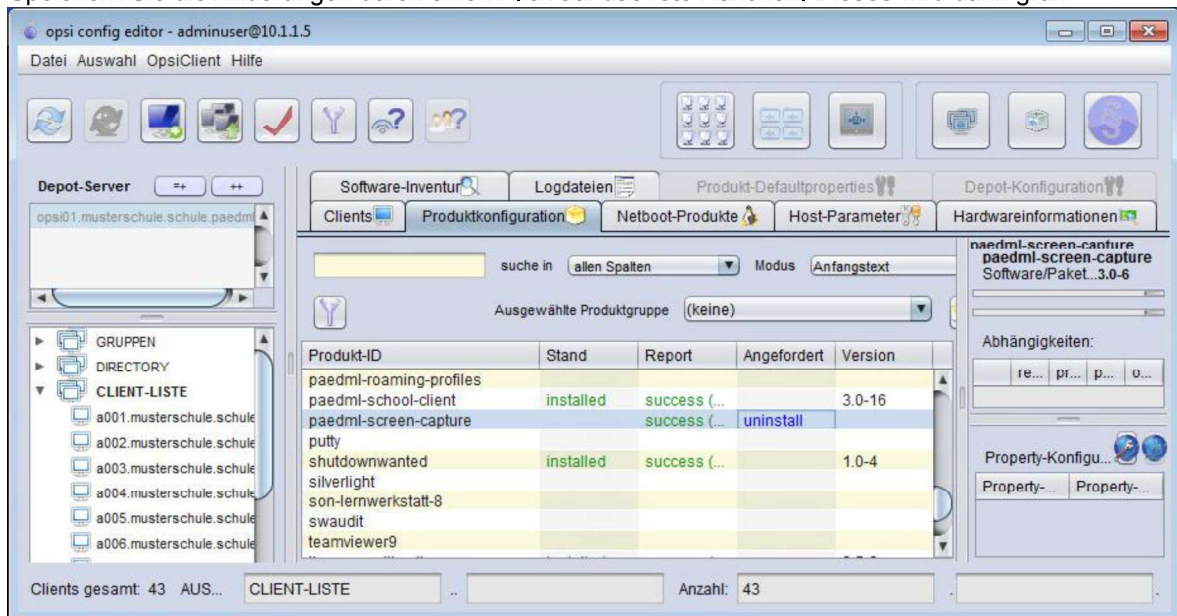 opsi config editor - adminuser@10.1.1.5
Datei Auswahl OpsiClient Hilfe
Depot-Server =+ ++
opsi01.musterschule.schule.paedml
GRUPPEN
DIRECTORY
CLIENT-LISTE
a001.musterschule.schule
a002.musterschule.schule
a003.musterschule.schule
a004.musterschule.schule
a005.musterschule.schule
a006.musterschule.schule
Software-Inventur Logdateien Produkt-Defaultproperties Depot-Konfiguration
Clients Produktkonfiguration Netboot-Produkte Host-Parameter Hardwareinformationen
suche in allen Spalten Modus Anfangstext
Ausgewählte Produktgruppe (keine)
Produkt-ID Stand Report Angefordert Version
paedml-roaming-profiles
paedml-school-client installed success (... 3.0-16
paedml-screen-capture success (... uninstall
putty
shutdownwanted installed success (... 1.0-4
silverlight
son-lernwerkstatt-8
swaudit
teamviewer9
paedml-screen-capture
paedml-screen-capture
Software/Paket...3.0-6
Abhängigkeiten:
re... pr... p... o...
Property-Konfigu...
Property-... Property-...
Clients gesamt: 43 AUS... CLIENT-LISTE .. Anzahl: 43 . .